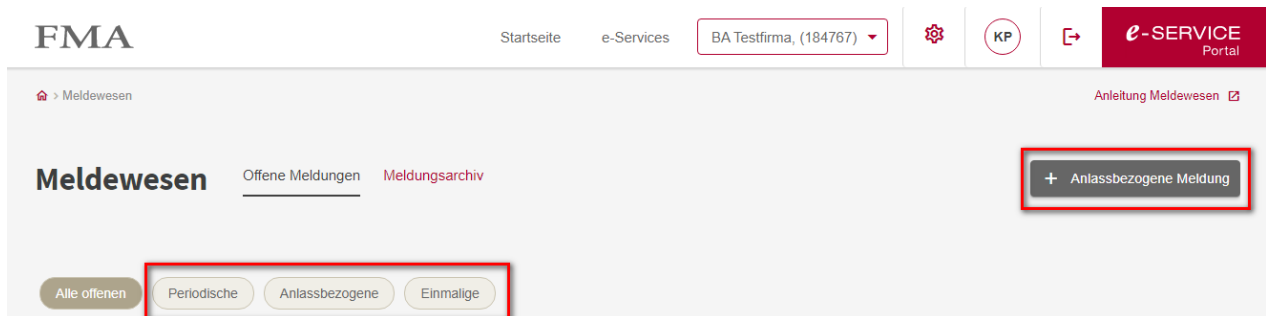 FMA
Startseite e-Services BA Testfirma, (184767) KP e-SERVICE
Portal
> Meldewesen Anleitung Meldewesen
Meldewesen Offene Meldungen Meldungsarchiv + Anlassbezogene Meldung
Alle offenen Periodische Anlassbezogene Einmalige